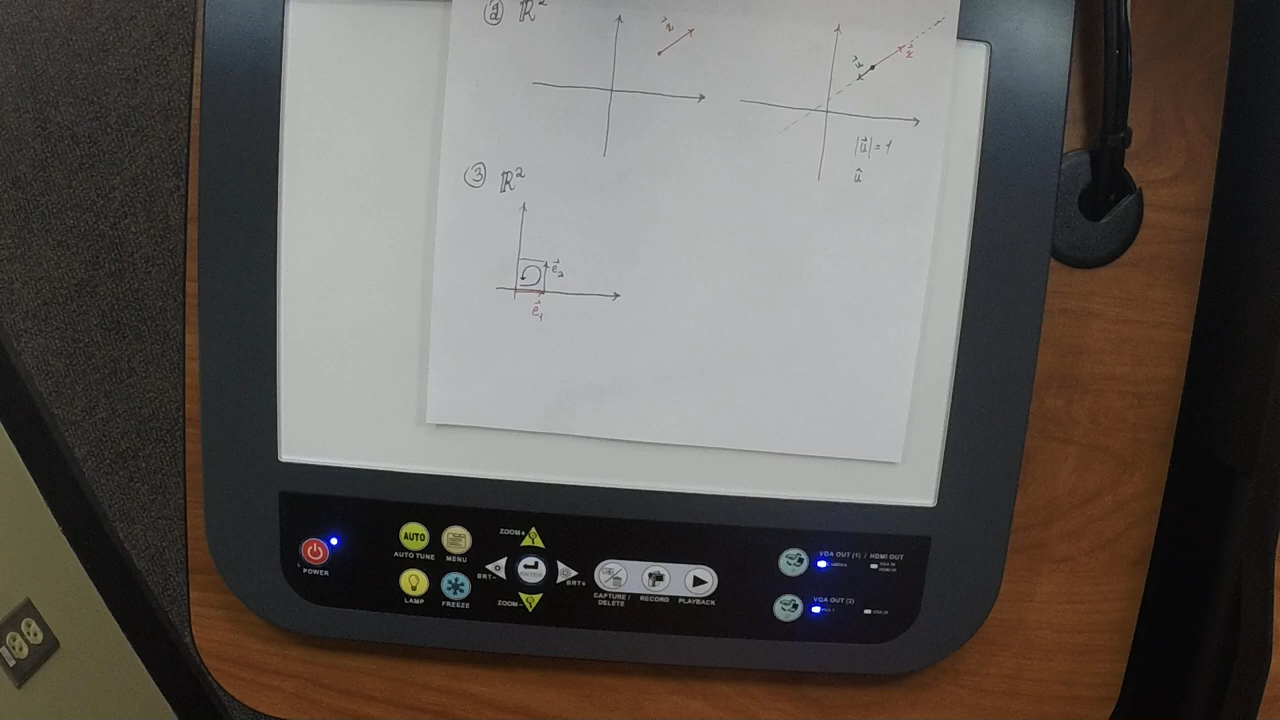 ② ℝ²
|u⃗| = 1
û
③ ℝ²
e⃗₂
e⃗₁
POWER
AUTO
AUTO TUNE
MENU
LAMP
FREEZE
ZOOM+
BRT-
ENTER
BRT+
ZOOM-
CAPTURE / DELETE
RECORD
PLAYBACK
VGA OUT (1) / HDMI OUT
VGA OUT (2)